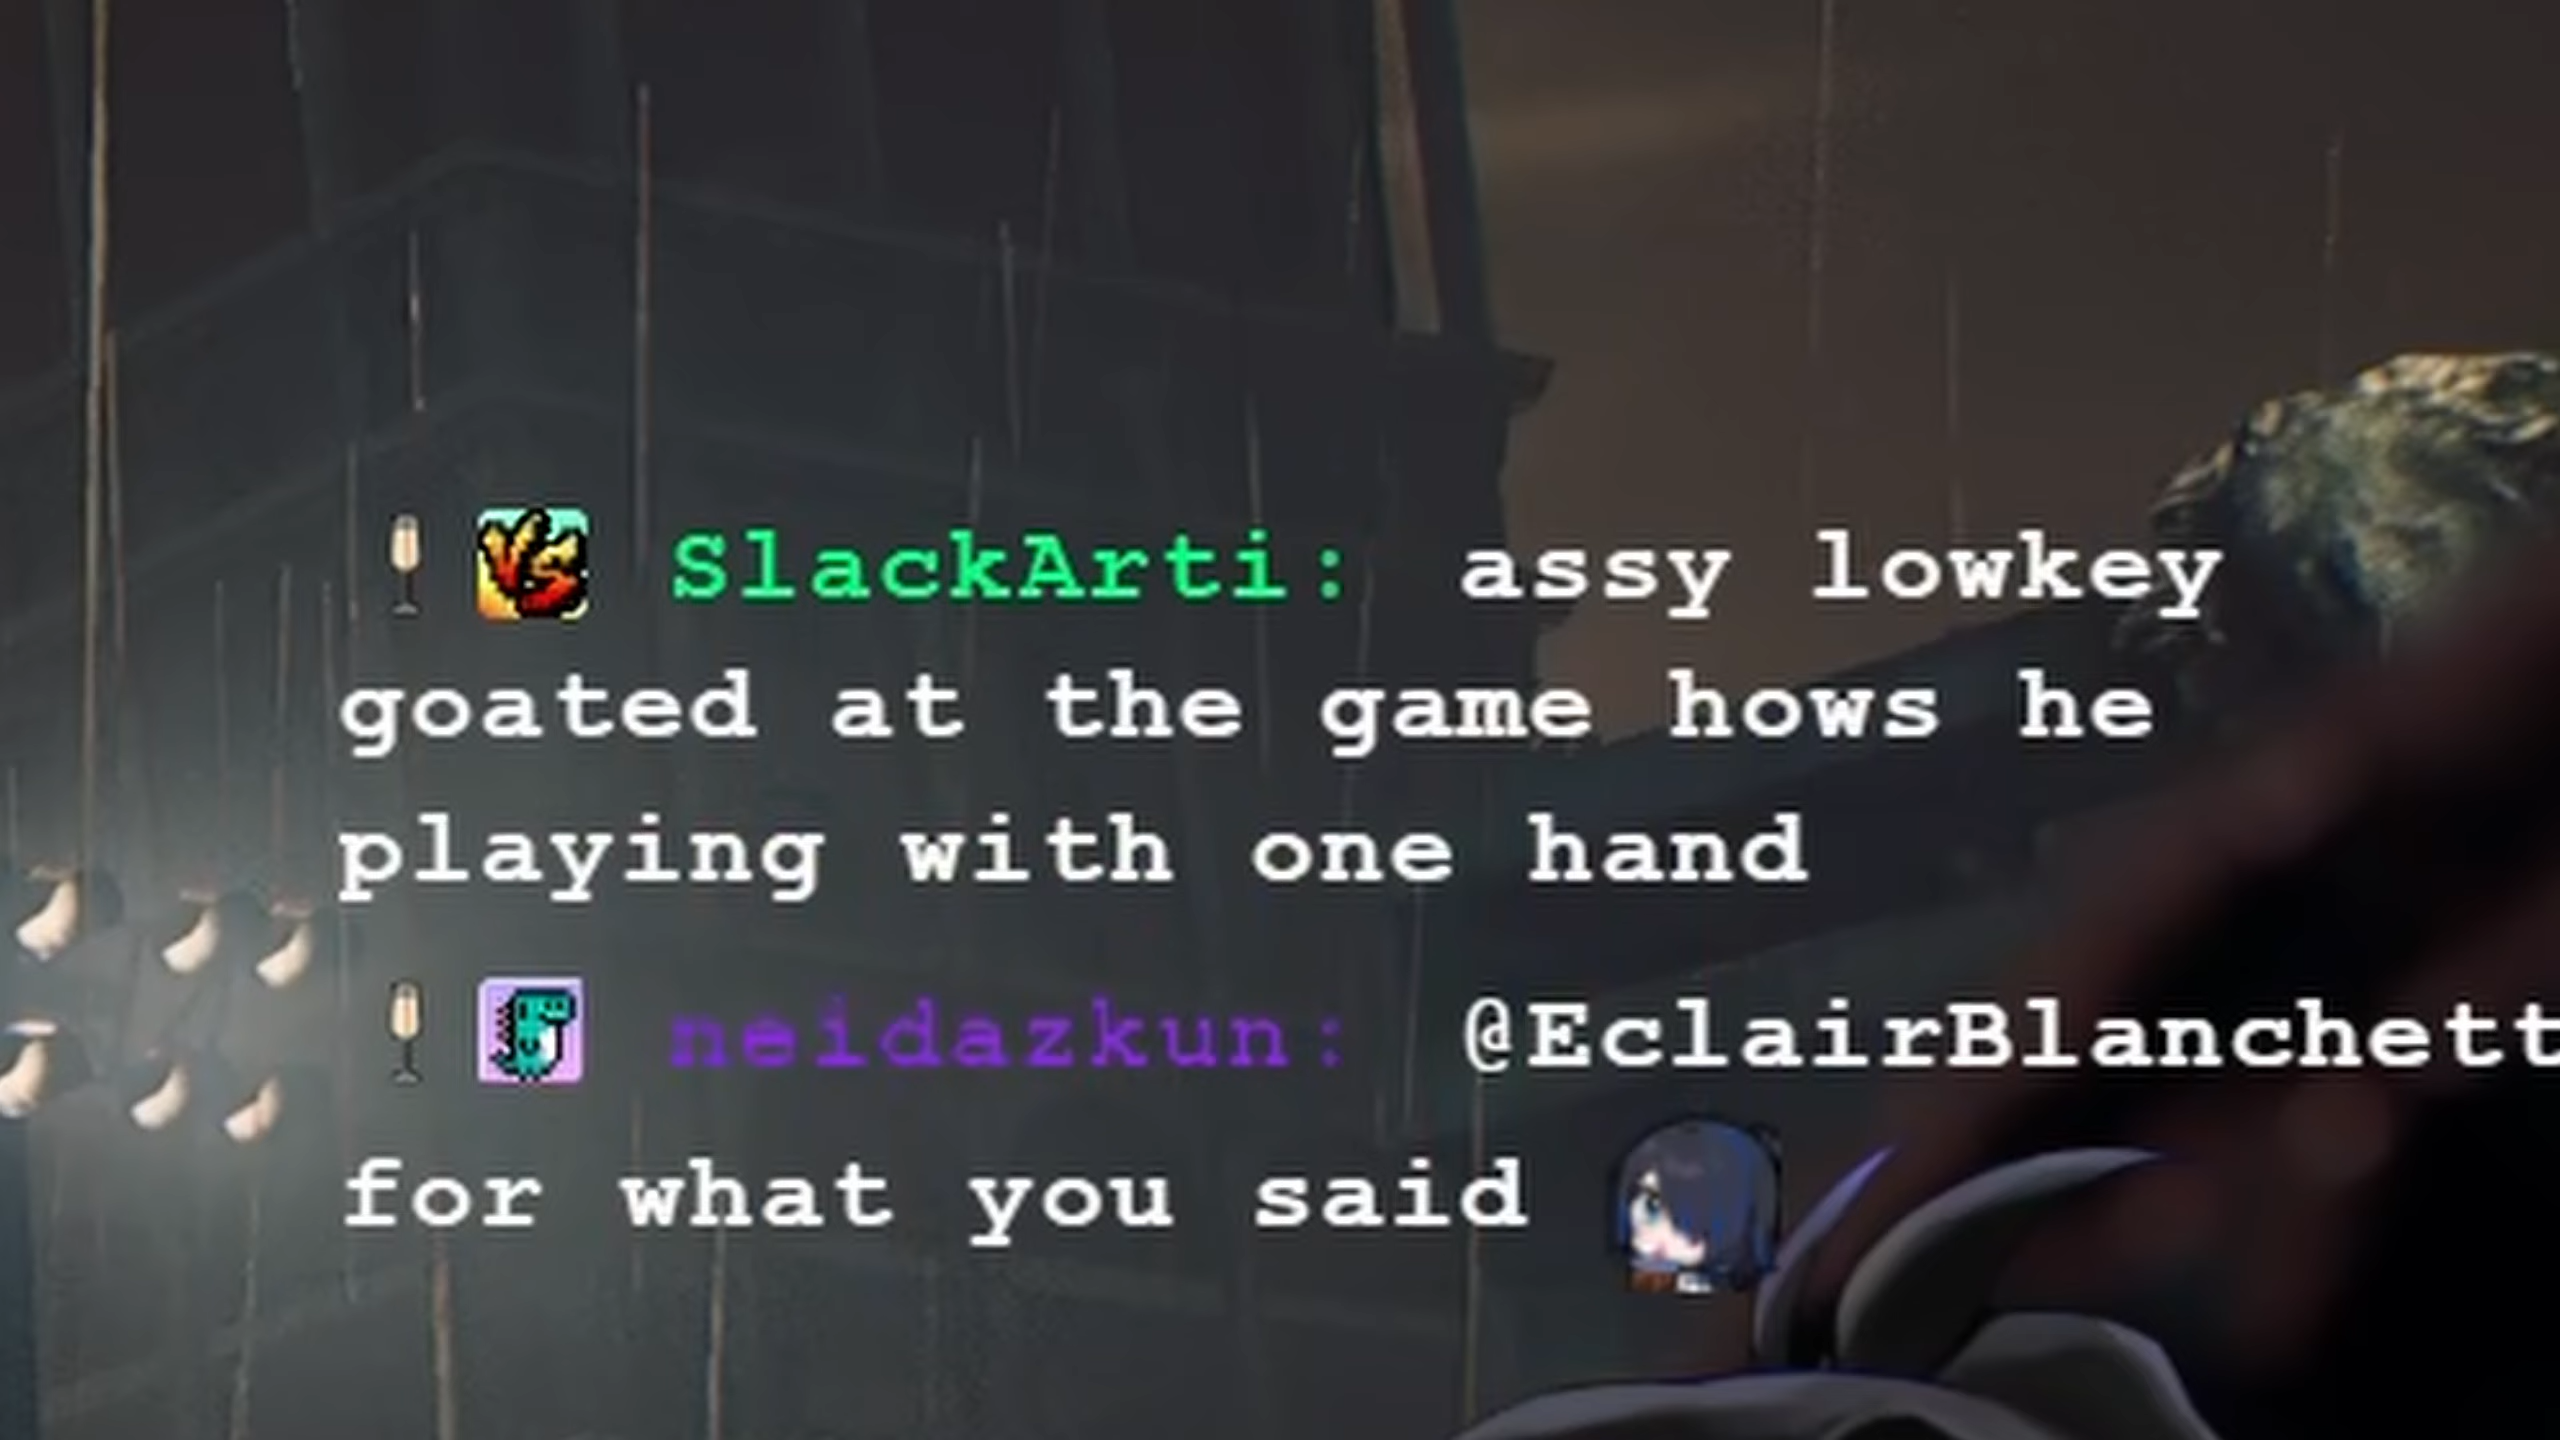 SlackArti: assy lowkey
goated at the game hows he
playing with one hand
neidazkun: @EclairBlanchett
for what you said